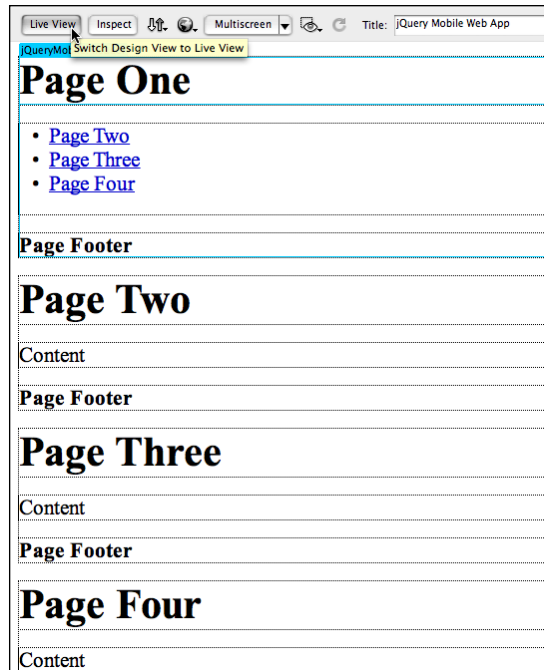 Live View Inspect Multiscreen Title: jQuery Mobile Web App
jQueryMob
Switch Design View to Live View
Page One
• Page Two
• Page Three
• Page Four
Page Footer
Page Two
Content
Page Footer
Page Three
Content
Page Footer
Page Four
Content